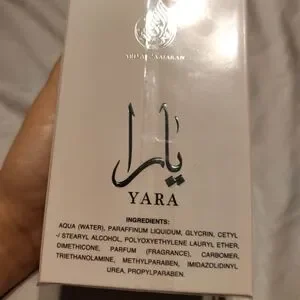 يارا
YARA
INGREDIENTS:
AQUA (WATER), PARAFFINUM LIQUIDUM, GLYCRIN, CETY
-/ STEARYL ALCOHOL, POLYOXYETHYLENE LAURYL ETHER,
DIMETHICONE, PARFUM (FRAGRANCE), CARBOMER,
TRIETHANOLAMINE, METHYLPARABEN, IMIDAZOLIDINYL
UREA, PROPYLPARABEN.